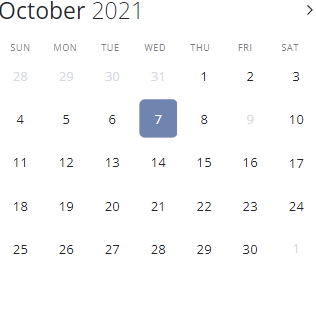 October 2021
SUN MON TUE WED THU FRI SAT
28 29 30 31 1 2 3
4 5 6 7 8 9 10
11 12 13 14 15 16 17
18 19 20 21 22 23 24
25 26 27 28 29 30 1